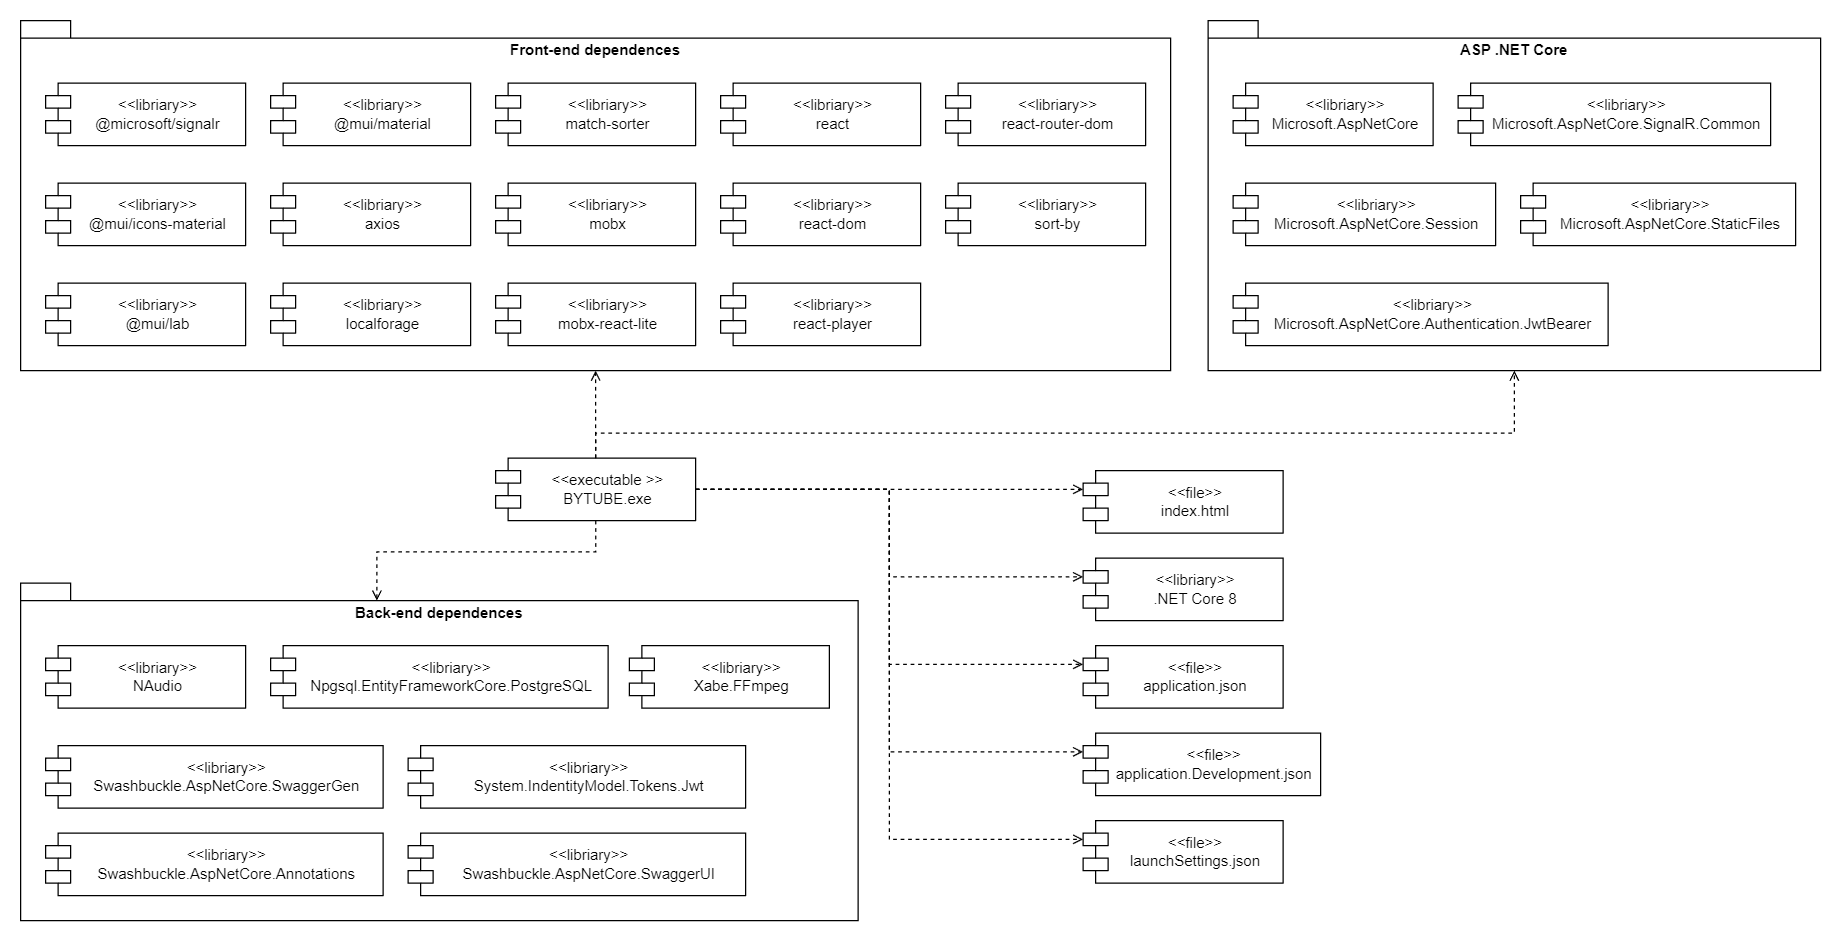 Front-end dependences
<<libriary>>
@microsoft/signalr
<<libriary>>
@mui/material
<<libriary>>
match-sorter
<<libriary>>
react
<<libriary>>
react-router-dom
<<libriary>>
@mui/icons-material
<<libriary>>
axios
<<libriary>>
mobx
<<libriary>>
react-dom
<<libriary>>
sort-by
<<libriary>>
@mui/lab
<<libriary>>
localforage
<<libriary>>
mobx-react-lite
<<libriary>>
react-player
ASP .NET Core
<<libriary>>
Microsoft.AspNetCore
<<libriary>>
Microsoft.AspNetCore.SignalR.Common
<<libriary>>
Microsoft.AspNetCore.Session
<<libriary>>
Microsoft.AspNetCore.StaticFiles
<<libriary>>
Microsoft.AspNetCore.Authentication.JwtBearer
<<executable >>
BYTUBE.exe
<<file>>
index.html
<<libriary>>
.NET Core 8
<<file>>
application.json
<<file>>
application.Development.json
<<file>>
launchSettings.json
Back-end dependences
<<libriary>>
NAudio
<<libriary>>
Npgsql.EntityFrameworkCore.PostgreSQL
<<libriary>>
Xabe.FFmpeg
<<libriary>>
Swashbuckle.AspNetCore.SwaggerGen
<<libriary>>
System.IndentityModel.Tokens.Jwt
<<libriary>>
Swashbuckle.AspNetCore.Annotations
<<libriary>>
Swashbuckle.AspNetCore.SwaggerUI